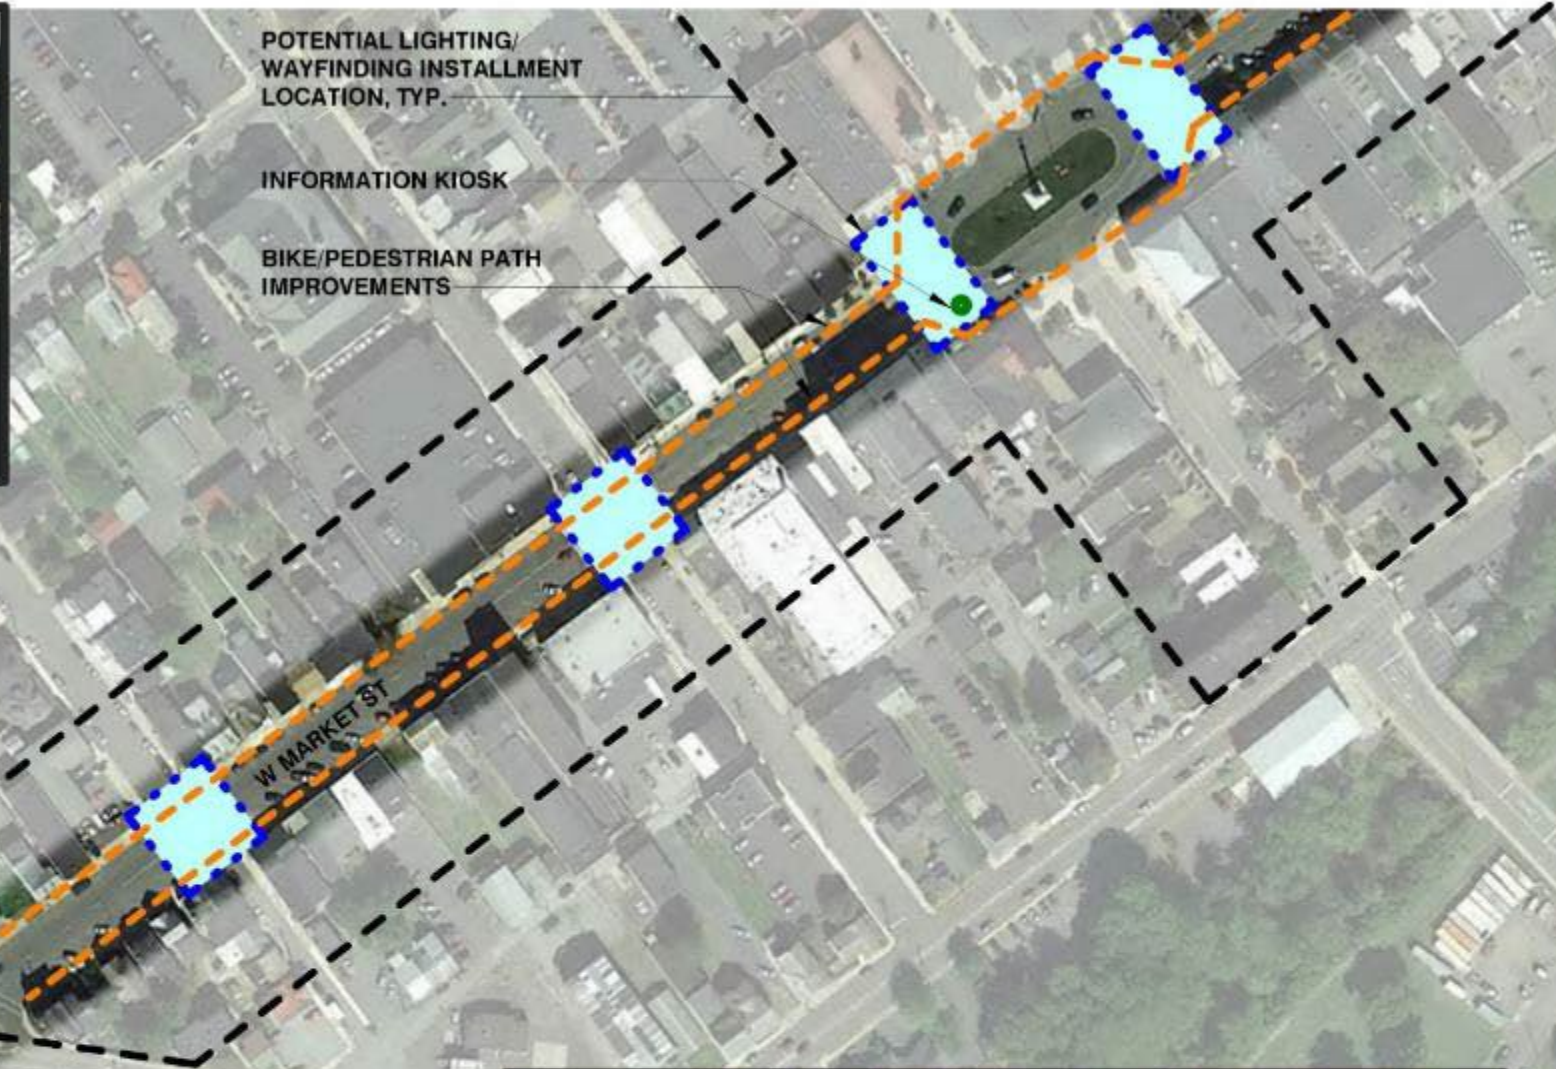 POTENTIAL LIGHTING/
WAYFINDING INSTALLMENT
LOCATION, TYP.
INFORMATION KIOSK
BIKE/PEDESTRIAN PATH
IMPROVEMENTS
W MARKET ST